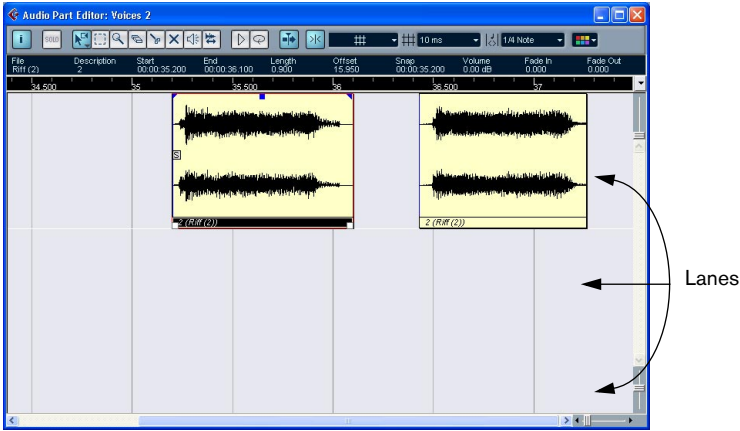 Audio Part Editor: Voices 2
i SOLO 10 ms 1/4 Note
File Description Start End Length Offset Snap Volume Fade In Fade Out
Riff (2) 2 00:00:35.200 00:00:36.100 0.900 15.950 00:00:35.200 0.00 dB 0.000 0.000
34.500 35 35.500 36 36.500 37
S
2 (Riff (2)) 2 (Riff (2))
Lanes